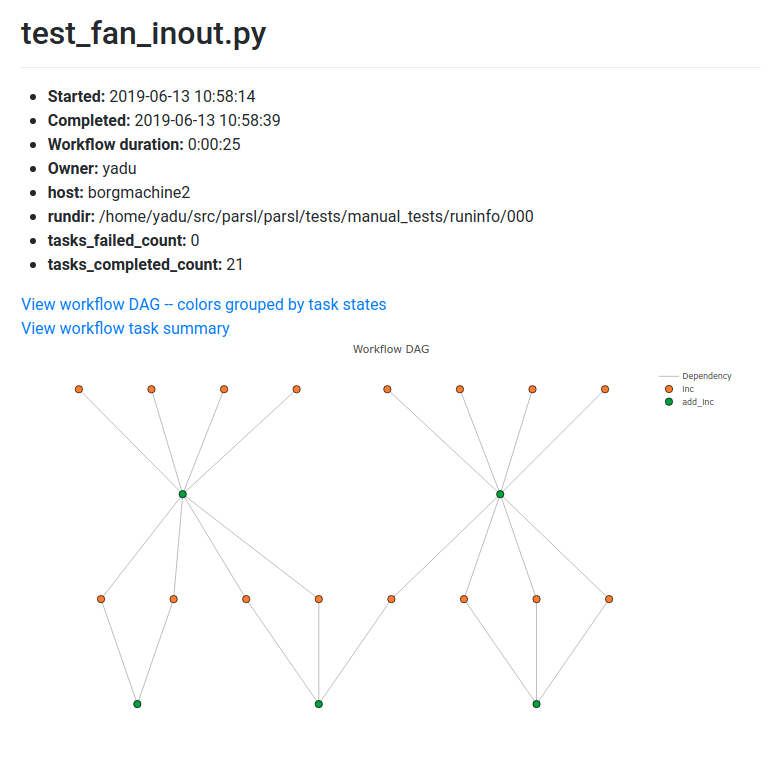 test_fan_inout.py
Started: 2019-06-13 10:58:14
Completed: 2019-06-13 10:58:39
Workflow duration: 0:00:25
Owner: yadu
host: borgmachine2
rundir: /home/yadu/src/parsl/parsl/tests/manual_tests/runinfo/000
tasks_failed_count: 0
tasks_completed_count: 21
View workflow DAG -- colors grouped by task states
View workflow task summary
Workflow DAG
Dependency
inc
add_inc